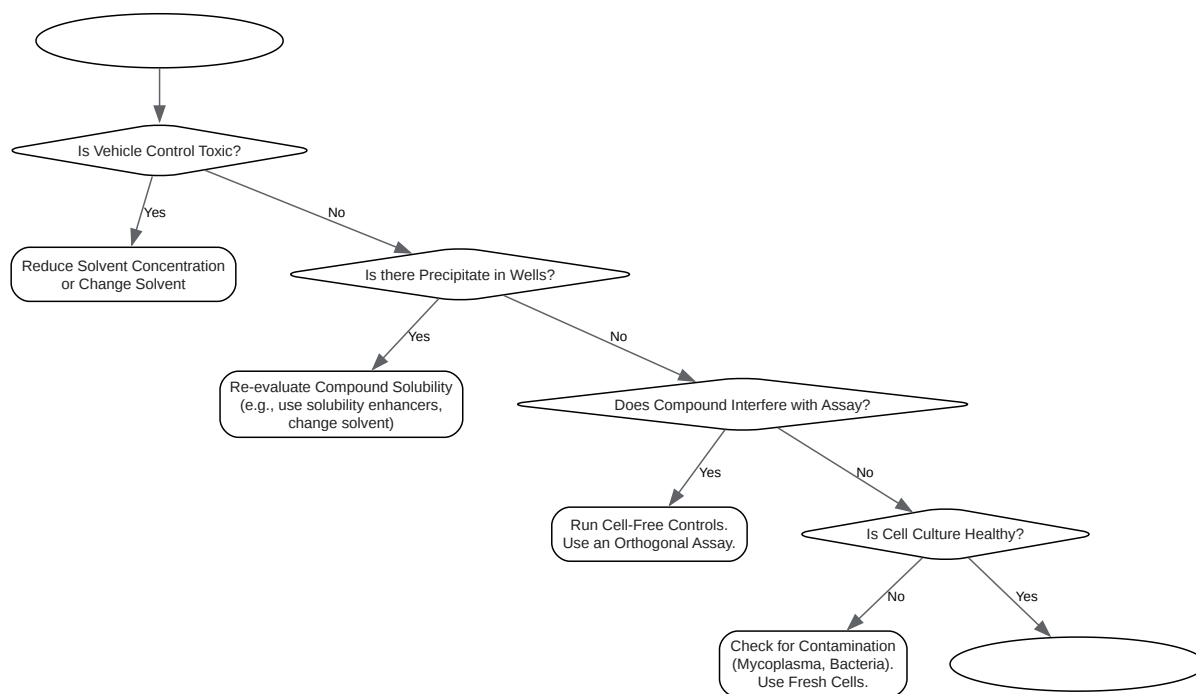 Is Vehicle Control Toxic?
Yes
No
Reduce Solvent Concentration
or Change Solvent
Is there Precipitate in Wells?
Yes
No
Re-evaluate Compound Solubility
(e.g., use solubility enhancers,
change solvent)
Does Compound Interfere with Assay?
Yes
No
Run Cell-Free Controls.
Use an Orthogonal Assay.
Is Cell Culture Healthy?
No
Yes
Check for Contamination
(Mycoplasma, Bacteria).
Use Fresh Cells.